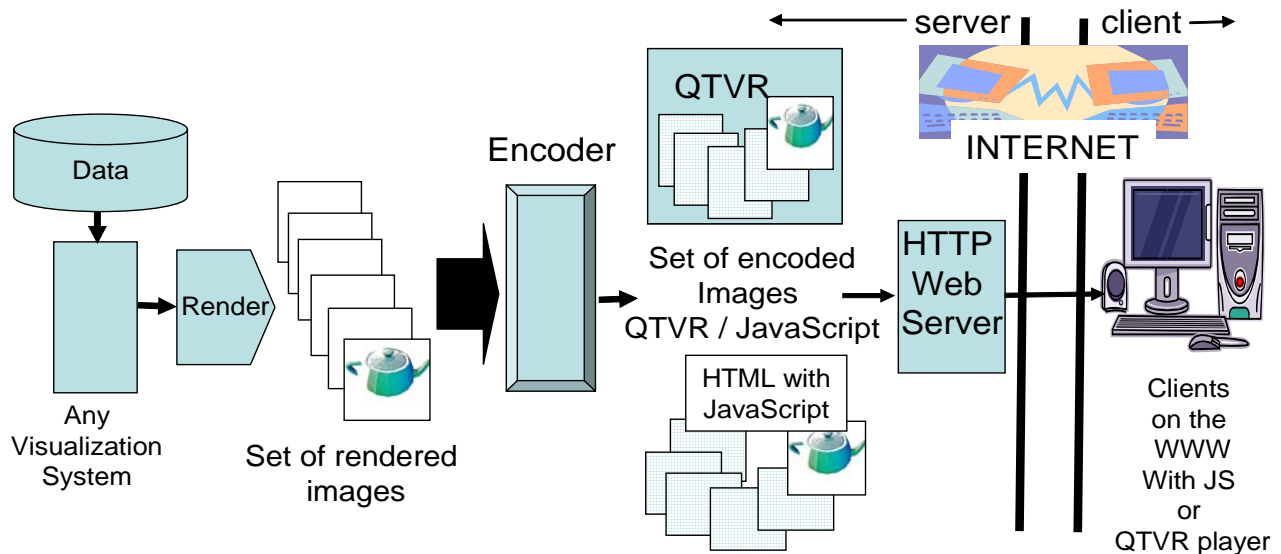 server
client
QTVR
INTERNET
Data
Encoder
Render
Any
Visualization
System
Set of rendered
images
Set of encoded
Images
QTVR / JavaScript
HTML with
JavaScript
HTTP
Web
Server
Clients
on the
WWW
With JS
or
QTVR player